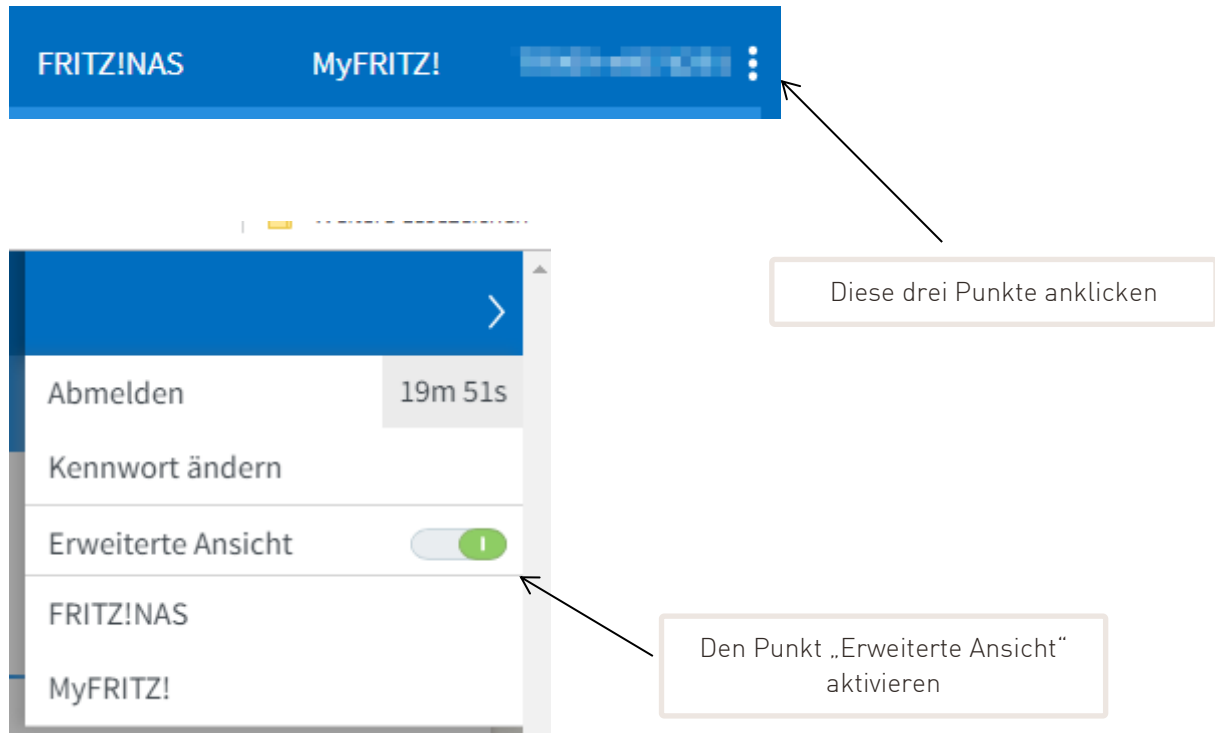 FRITZ!NAS MyFRITZ!
Diese drei Punkte anklicken
Abmelden 19m 51s
Kennwort ändern
Erweiterte Ansicht
FRITZ!NAS
MyFRITZ!
Den Punkt „Erweiterte Ansicht“
aktivieren